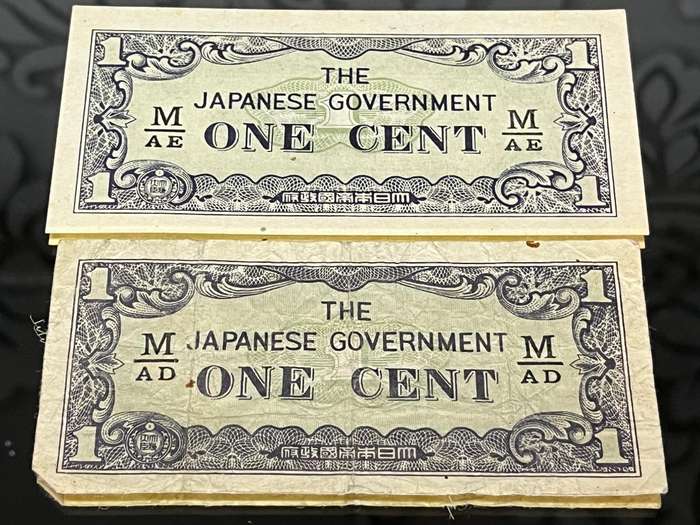 1 1
THE
JAPANESE GOVERNMENT
M/AE ONE CENT M/AE
1 1
大日本帝國政府
1 1
THE
JAPANESE GOVERNMENT
M/AD ONE CENT M/AD
1 1
大日本帝國政府